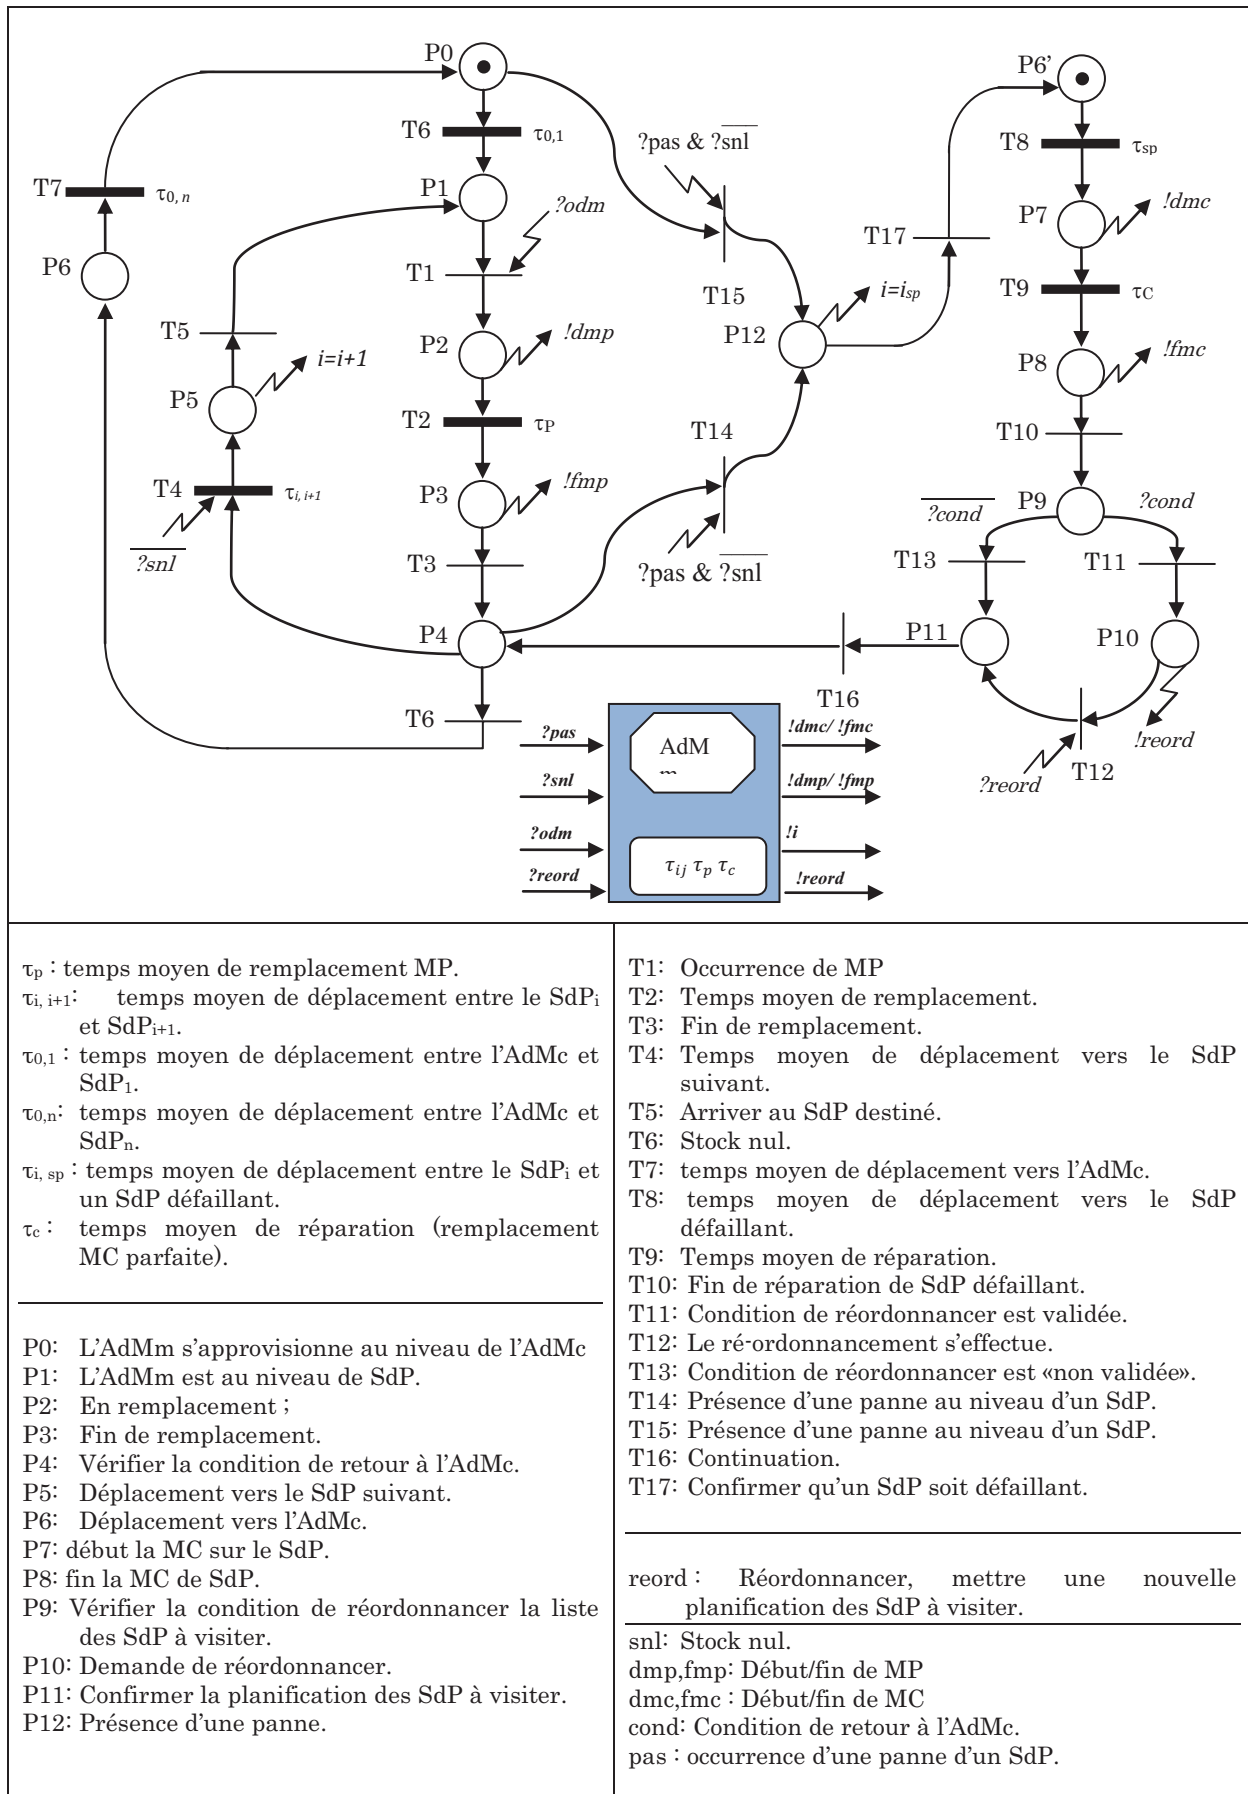 P0
P6’
T6
τ0,1
?pas & ?snl
T8
τsp
T7
τ0, n
P1
?odm
P7
!dmc
T17
P6
T1
T15
i=isp
T9
τC
T5
P2
!dmp
P12
P8
!fmc
i=i+1
P5
T2
τP
T14
T10
T4
τi, i+1
P3
!fmp
?cond
P9
?cond
?snl
T3
?pas & ?snl
T13
T11
P4
P11
P10
T16
T6
?pas
AdM
!dmc/ !fmc
!reord
?snl
!dmp/ !fmp
?reord
T12
?odm
!i
?reord
τij τp τc
!reord
τp : temps moyen de remplacement MP.
τi, i+1: temps moyen de déplacement entre le SdPi
et SdPi+1.
τ0,1 : temps moyen de déplacement entre l'AdMc et
SdP1.
τ0,n: temps moyen de déplacement entre l'AdMc et
SdPn.
τi, sp : temps moyen de déplacement entre le SdPi et
un SdP défaillant.
τc : temps moyen de réparation (remplacement
MC parfaite).
P0: L'AdMm s'approvisionne au niveau de l'AdMc
P1: L'AdMm est au niveau de SdP.
P2: En remplacement ;
P3: Fin de remplacement.
P4: Vérifier la condition de retour à l'AdMc.
P5: Déplacement vers le SdP suivant.
P6: Déplacement vers l'AdMc.
P7: début la MC sur le SdP.
P8: fin la MC de SdP.
P9: Vérifier la condition de réordonnancer la liste
des SdP à visiter.
P10: Demande de réordonnancer.
P11: Confirmer la planification des SdP à visiter.
P12: Présence d'une panne.
T1: Occurrence de MP
T2: Temps moyen de remplacement.
T3: Fin de remplacement.
T4: Temps moyen de déplacement vers le SdP
suivant.
T5: Arriver au SdP destiné.
T6: Stock nul.
T7: temps moyen de déplacement vers l'AdMc.
T8: temps moyen de déplacement vers le SdP
défaillant.
T9: Temps moyen de réparation.
T10: Fin de réparation de SdP défaillant.
T11: Condition de réordonnancer est validée.
T12: Le ré-ordonnancement s'effectue.
T13: Condition de réordonnancer est «non validée».
T14: Présence d'une panne au niveau d'un SdP.
T15: Présence d'une panne au niveau d'un SdP.
T16: Continuation.
T17: Confirmer qu'un SdP soit défaillant.
reord : Réordonnancer, mettre une nouvelle
planification des SdP à visiter.
snl: Stock nul.
dmp,fmp: Début/fin de MP
dmc,fmc : Début/fin de MC
cond: Condition de retour à l'AdMc.
pas : occurrence d'une panne d'un SdP.